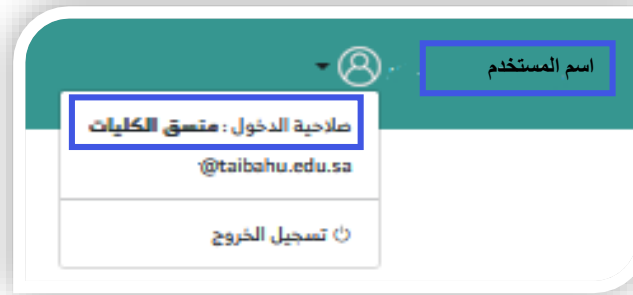 اسم المستخدم
صلاحية الدخول : منسق الكليات
@taibahu.edu.sa
تسجيل الخروج